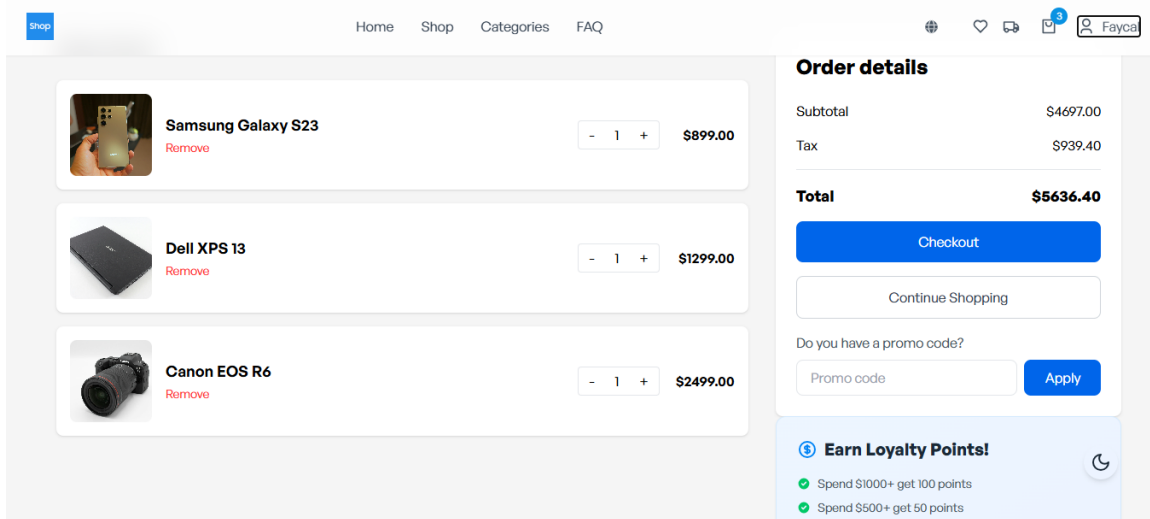 Shop
Home Shop Categories FAQ
3
Faycal
Samsung Galaxy S23
Remove
- 1 +
$899.00
Dell XPS 13
Remove
- 1 +
$1299.00
Canon EOS R6
Remove
- 1 +
$2499.00
Order details
Subtotal $4697.00
Tax $939.40
Total $5636.40
Checkout
Continue Shopping
Do you have a promo code?
Promo code Apply
Earn Loyalty Points!
Spend $1000+ get 100 points
Spend $500+ get 50 points